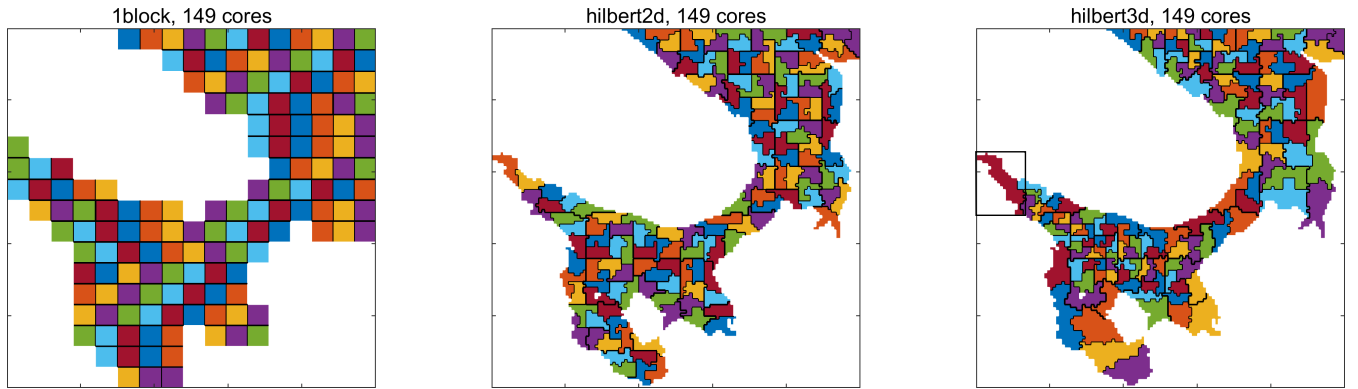 1block, 149 cores
hilbert2d, 149 cores
hilbert3d, 149 cores